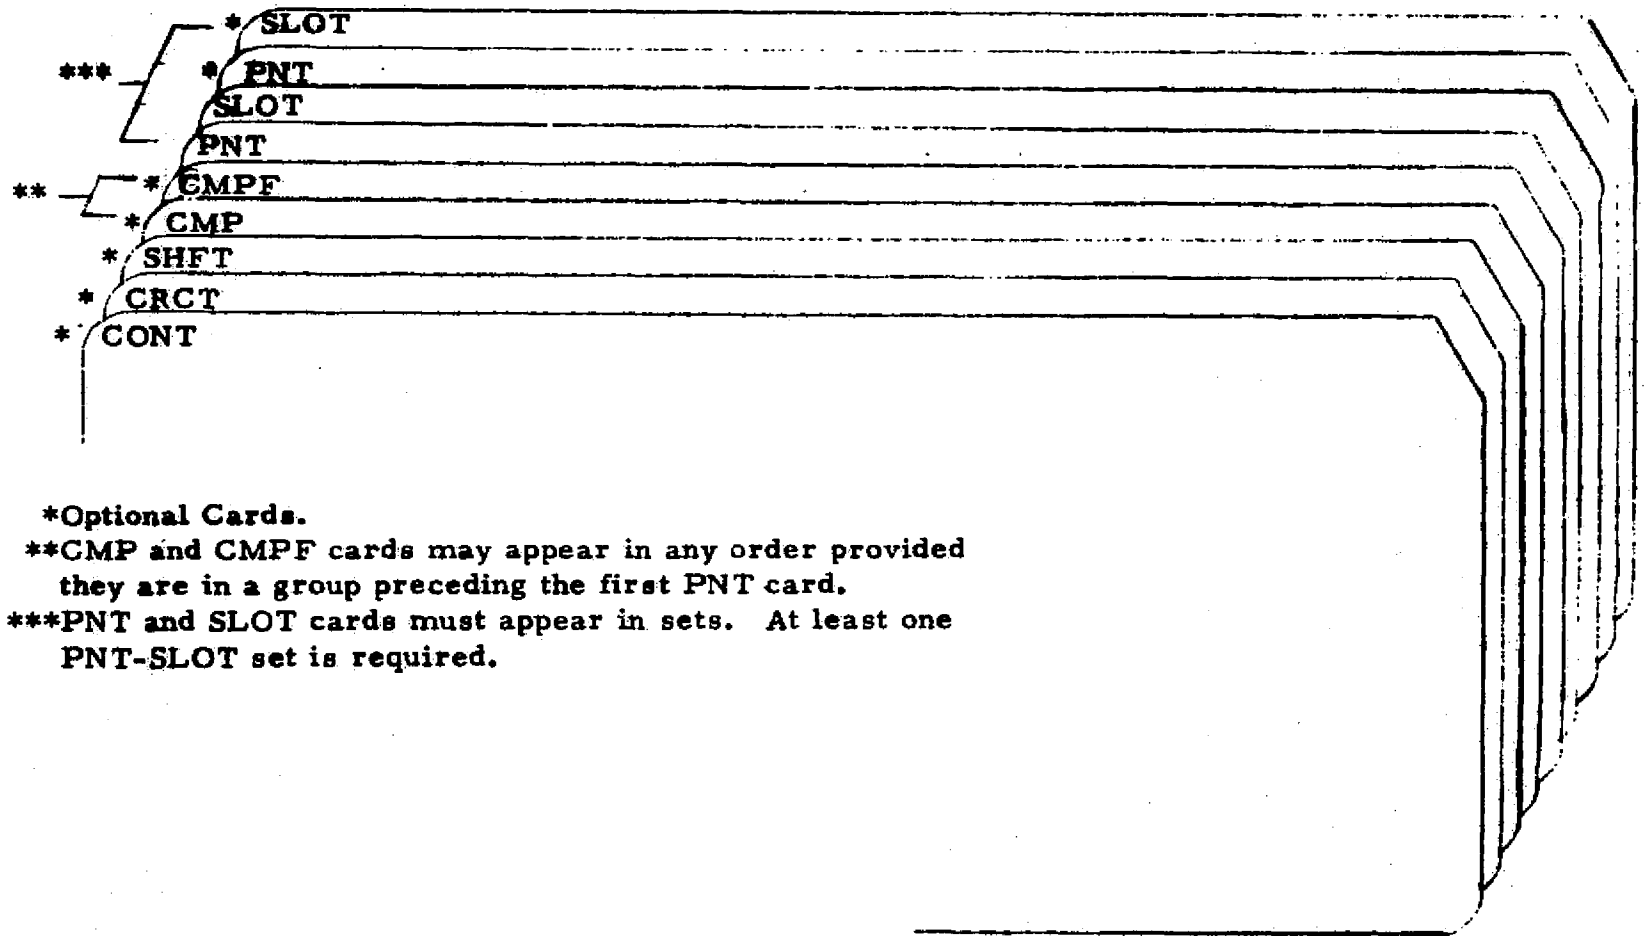 * SLOT
*** * PNT
SLOT
PNT
** * CMPF
* CMP
* SHFT
* CRCT
* CONT
*Optional Cards.
**CMP and CMPF cards may appear in any order provided
they are in a group preceding the first PNT card.
***PNT and SLOT cards must appear in sets. At least one
PNT-SLOT set is required.